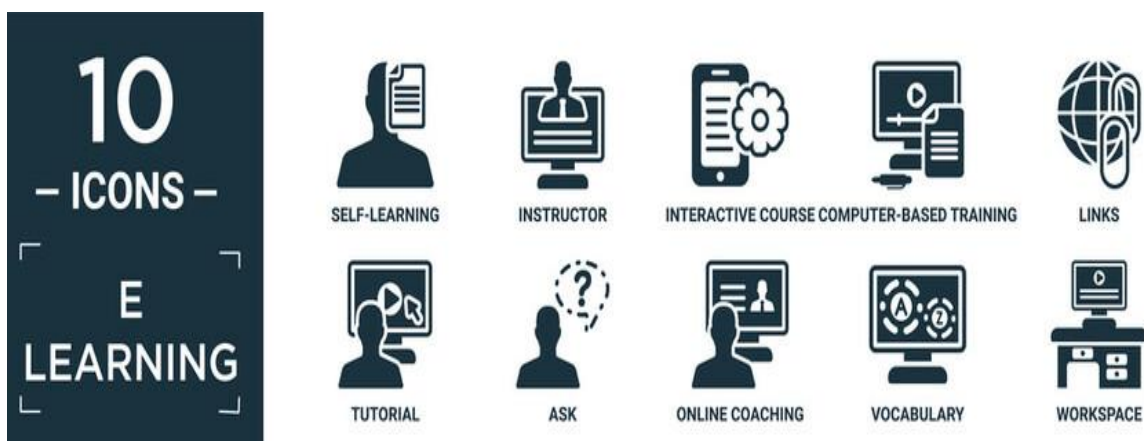 10
– ICONS –
E
LEARNING
SELF-LEARNING
INSTRUCTOR
INTERACTIVE COURSE
COMPUTER-BASED TRAINING
LINKS
?
A
Z
TUTORIAL
ASK
ONLINE COACHING
VOCABULARY
WORKSPACE